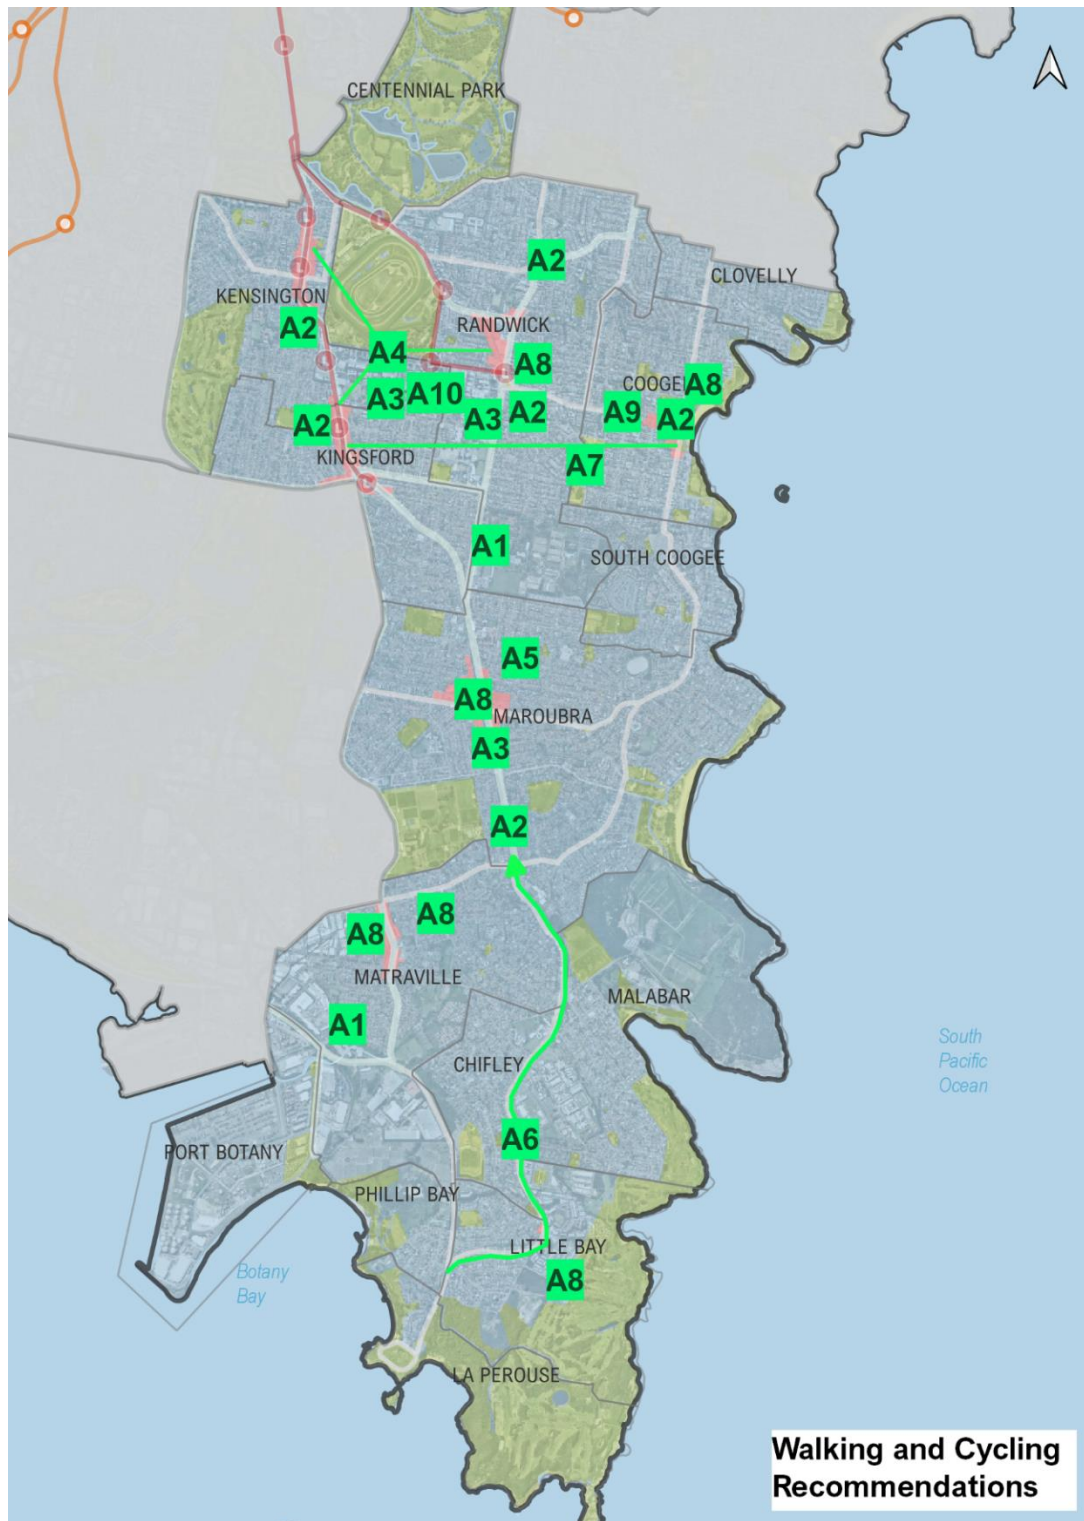 CENTENNIAL PARK
A2
CLOVELLY
KENSINGTON
A2
RANDWICK
A4
A8
COOGEE
A8
A3
A10
A3
A2
A9
A2
A2
KINGSFORD
A7
A1
SOUTH COOGEE
A5
A8
MAROUBRA
A3
A2
A8
A8
MATRAVILLE
MALABAR
A1
CHIFLEY
South
Pacific
Ocean
A6
PORT BOTANY
PHILLIP BAY
LITTLE BAY
Botany
Bay
A8
LA PEROUSE
Walking and Cycling
Recommendations